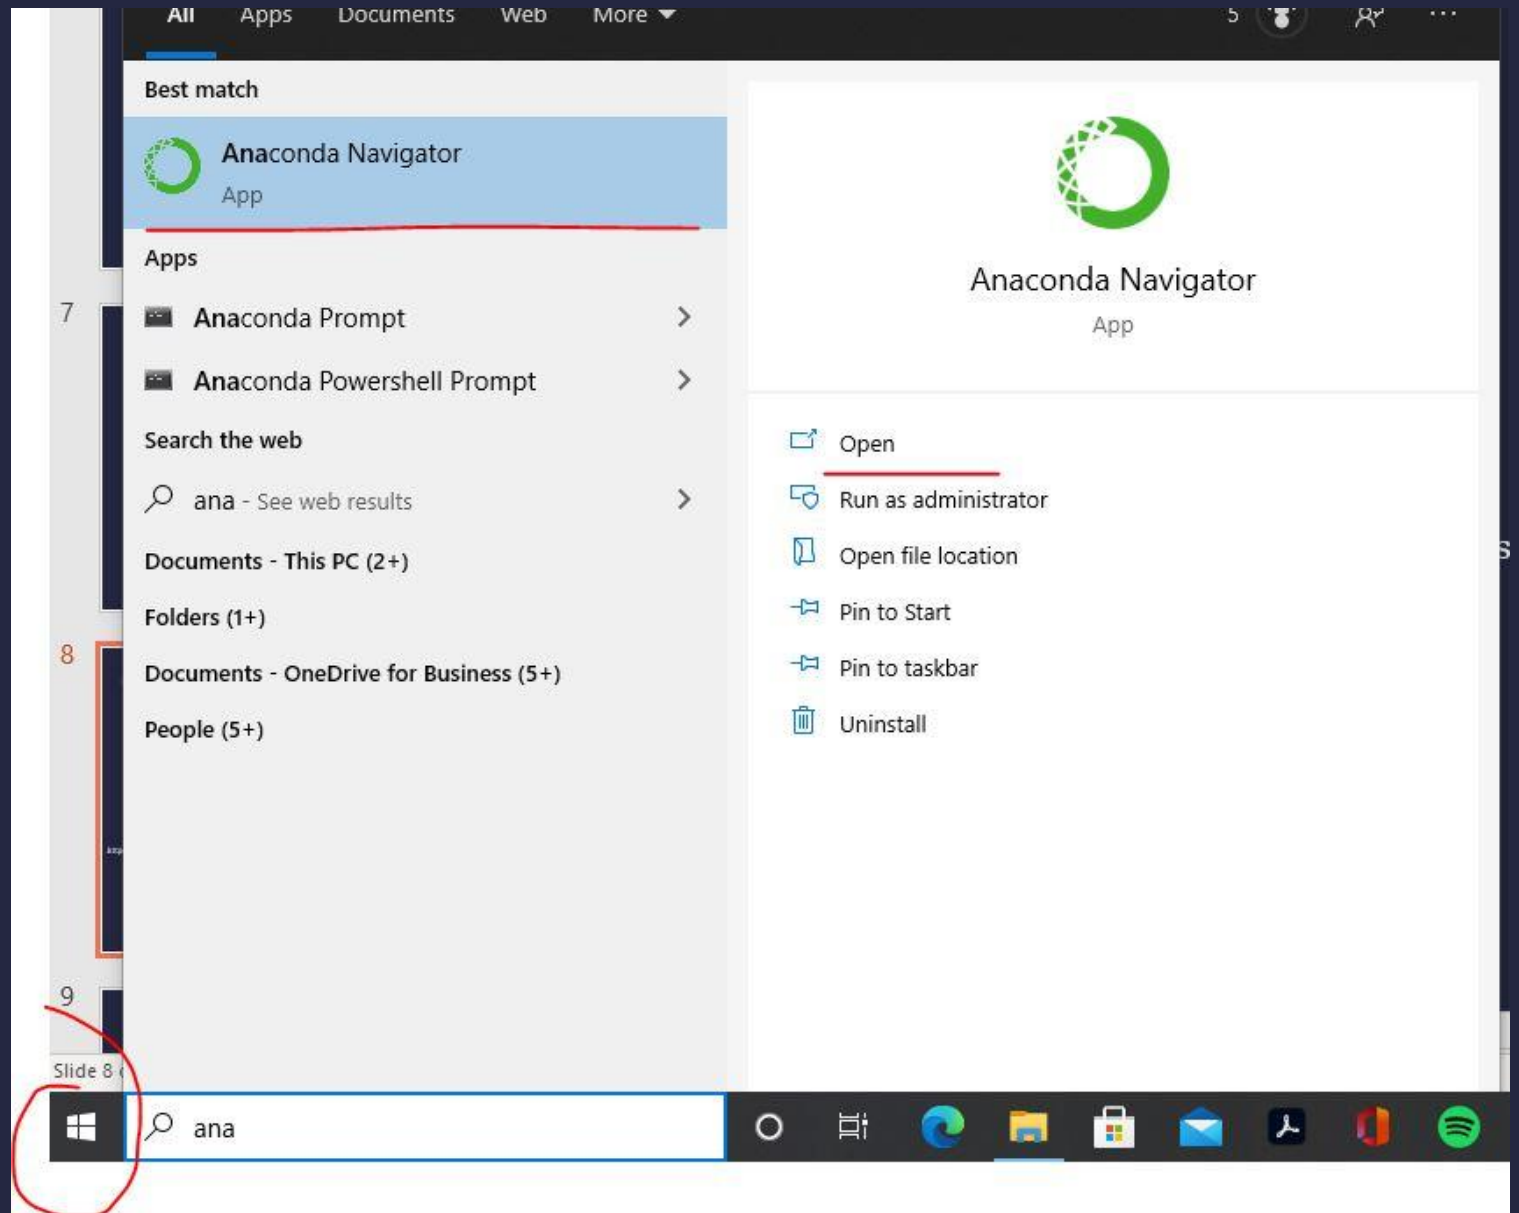 All Apps Documents Web More 5
Best match
Anaconda Navigator
App
Apps
Anaconda Prompt
Anaconda Powershell Prompt
Search the web
ana - See web results
Documents - This PC (2+)
Folders (1+)
Documents - OneDrive for Business (5+)
People (5+)
Anaconda Navigator
App
Open
Run as administrator
Open file location
Pin to Start
Pin to taskbar
Uninstall
7
8
9
Slide 8
ana
s